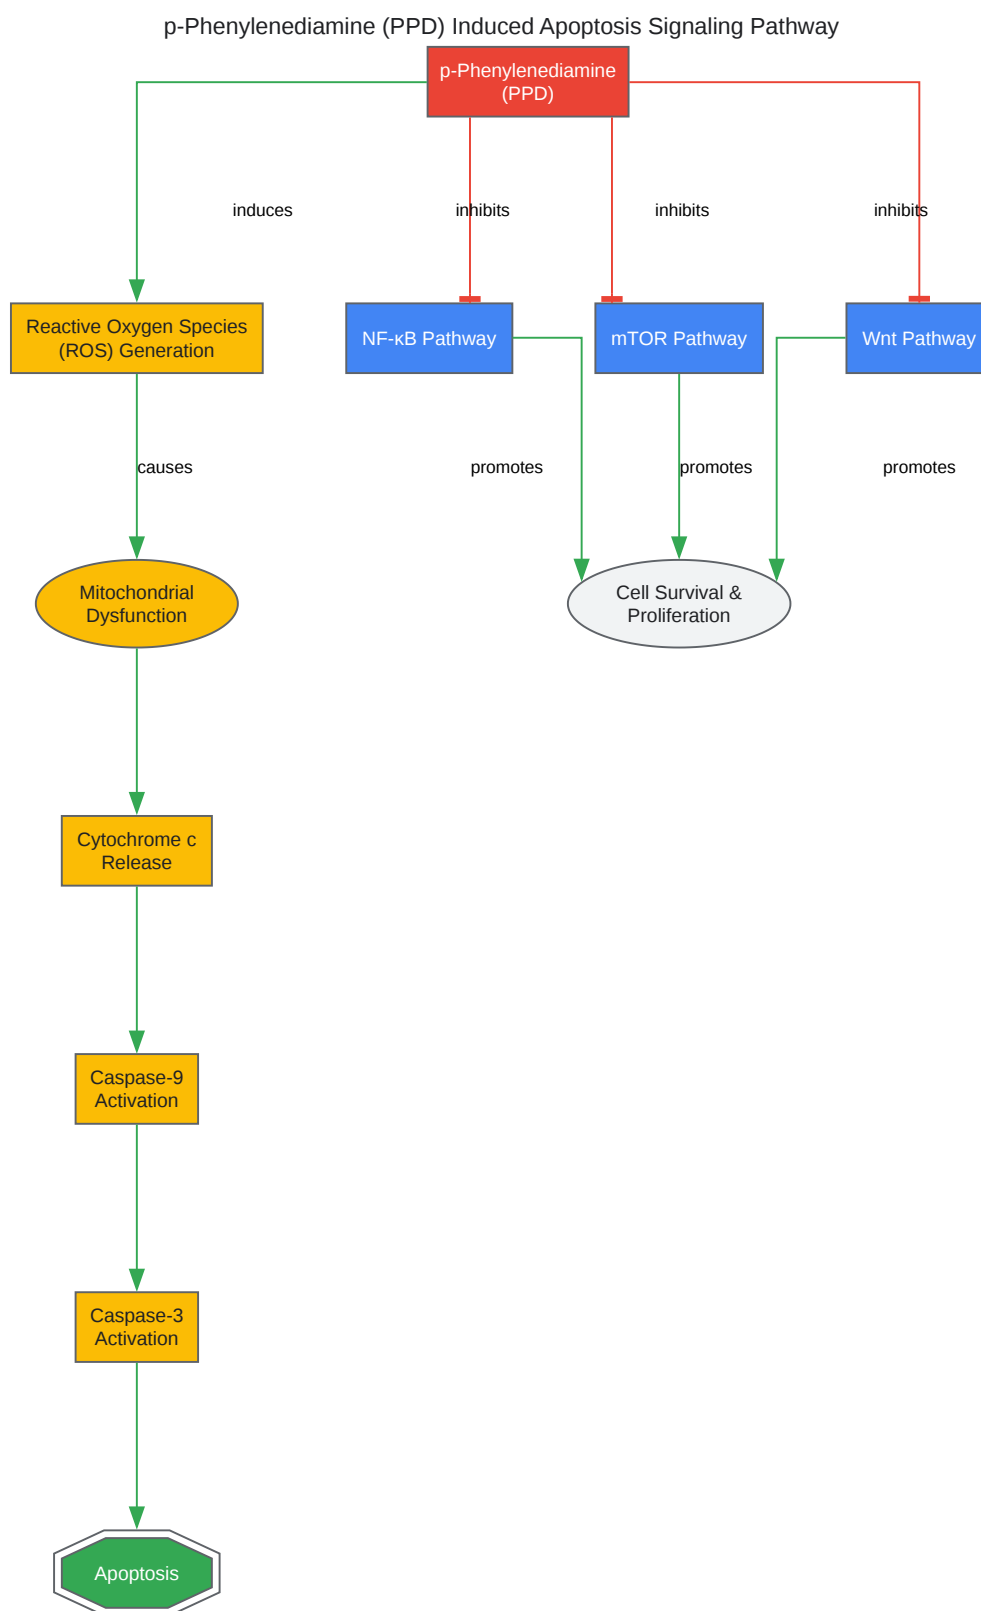 p-Phenylenediamine (PPD) Induced Apoptosis Signaling Pathway
p-Phenylenediamine
(PPD)
induces
inhibits
inhibits
inhibits
Reactive Oxygen Species
(ROS) Generation
NF-κB Pathway
mTOR Pathway
Wnt Pathway
causes
promotes
promotes
promotes
Mitochondrial
Dysfunction
Cell Survival &
Proliferation
Cytochrome c
Release
Caspase-9
Activation
Caspase-3
Activation
Apoptosis